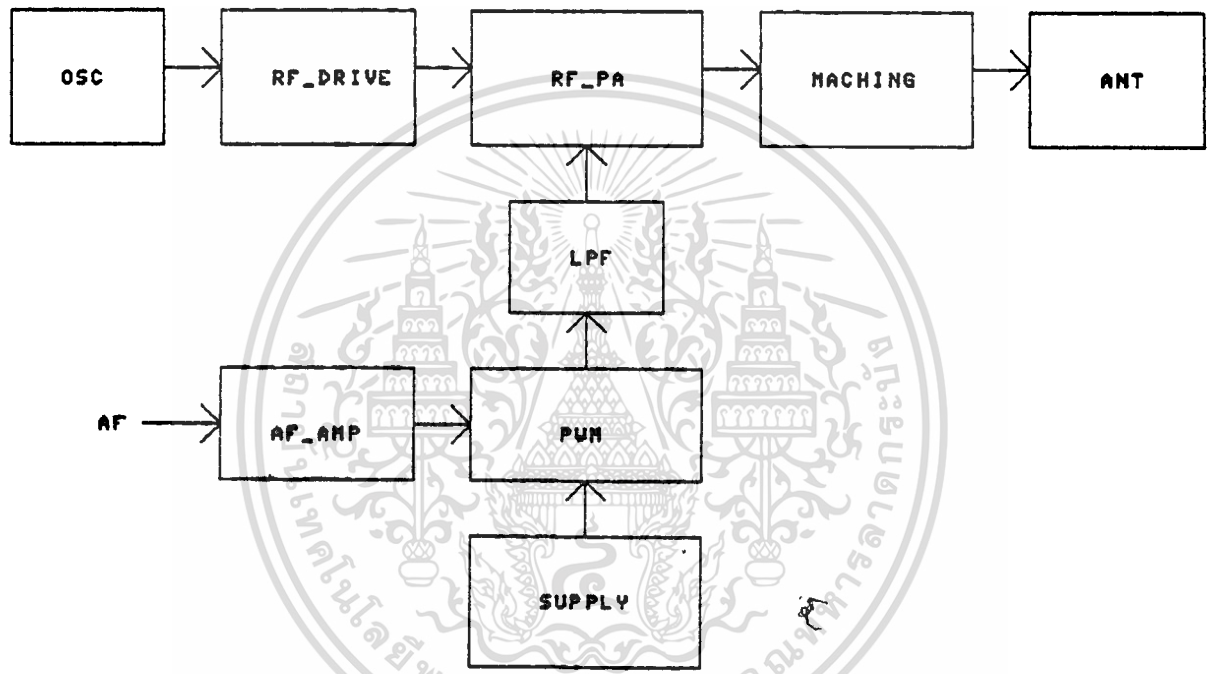 OSC
RF_DRIVE
RF_PA
MACHING
ANT
LPF
AF
AF_AMP
PWM
SUPPLY